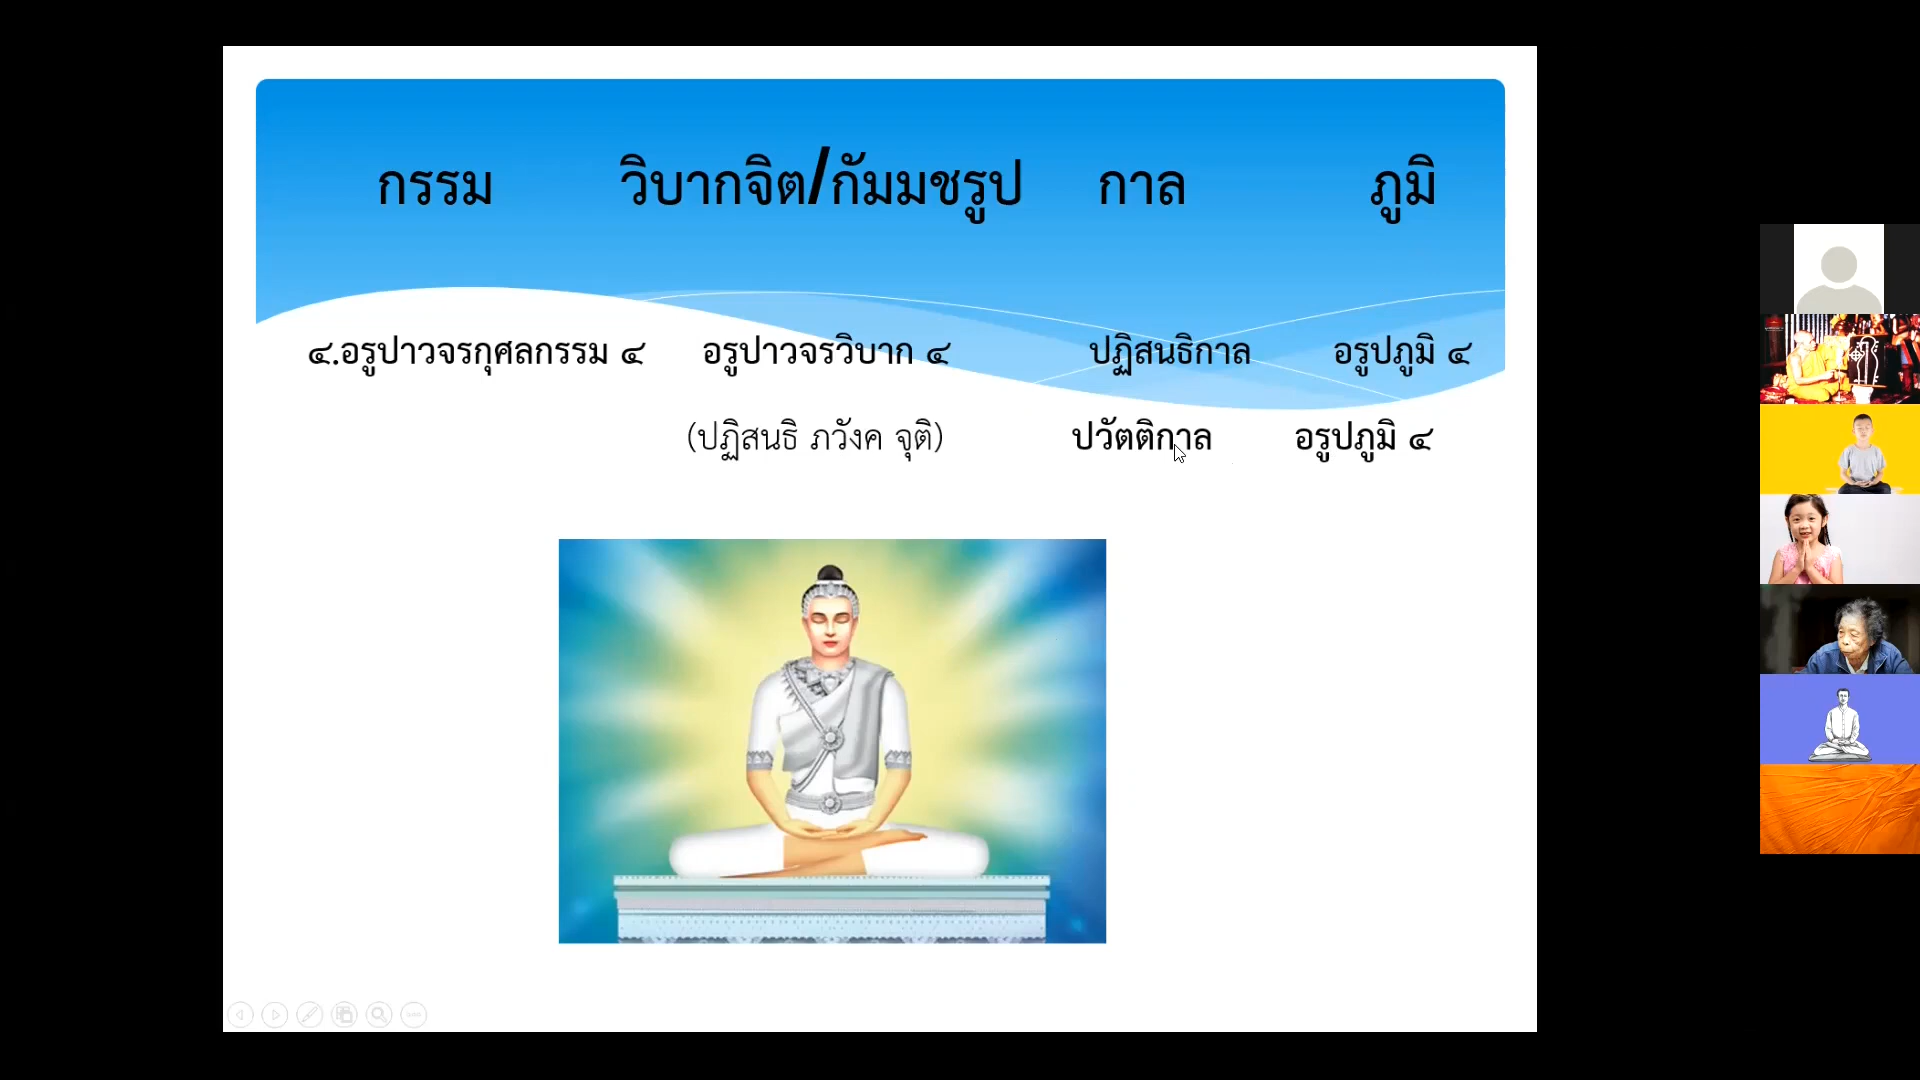 กรรม วิบากจิต/กัมมชรูป กาล ภูมิ
๔.อรูปาวจรกุศลกรรม ๔ อรูปาวจรวิบาก ๔ ปฏิสนธิกาล อรูปภูมิ ๔
(ปฏิสนธิ ภวังค จุติ) ปวัตติกาล อรูปภูมิ ๔